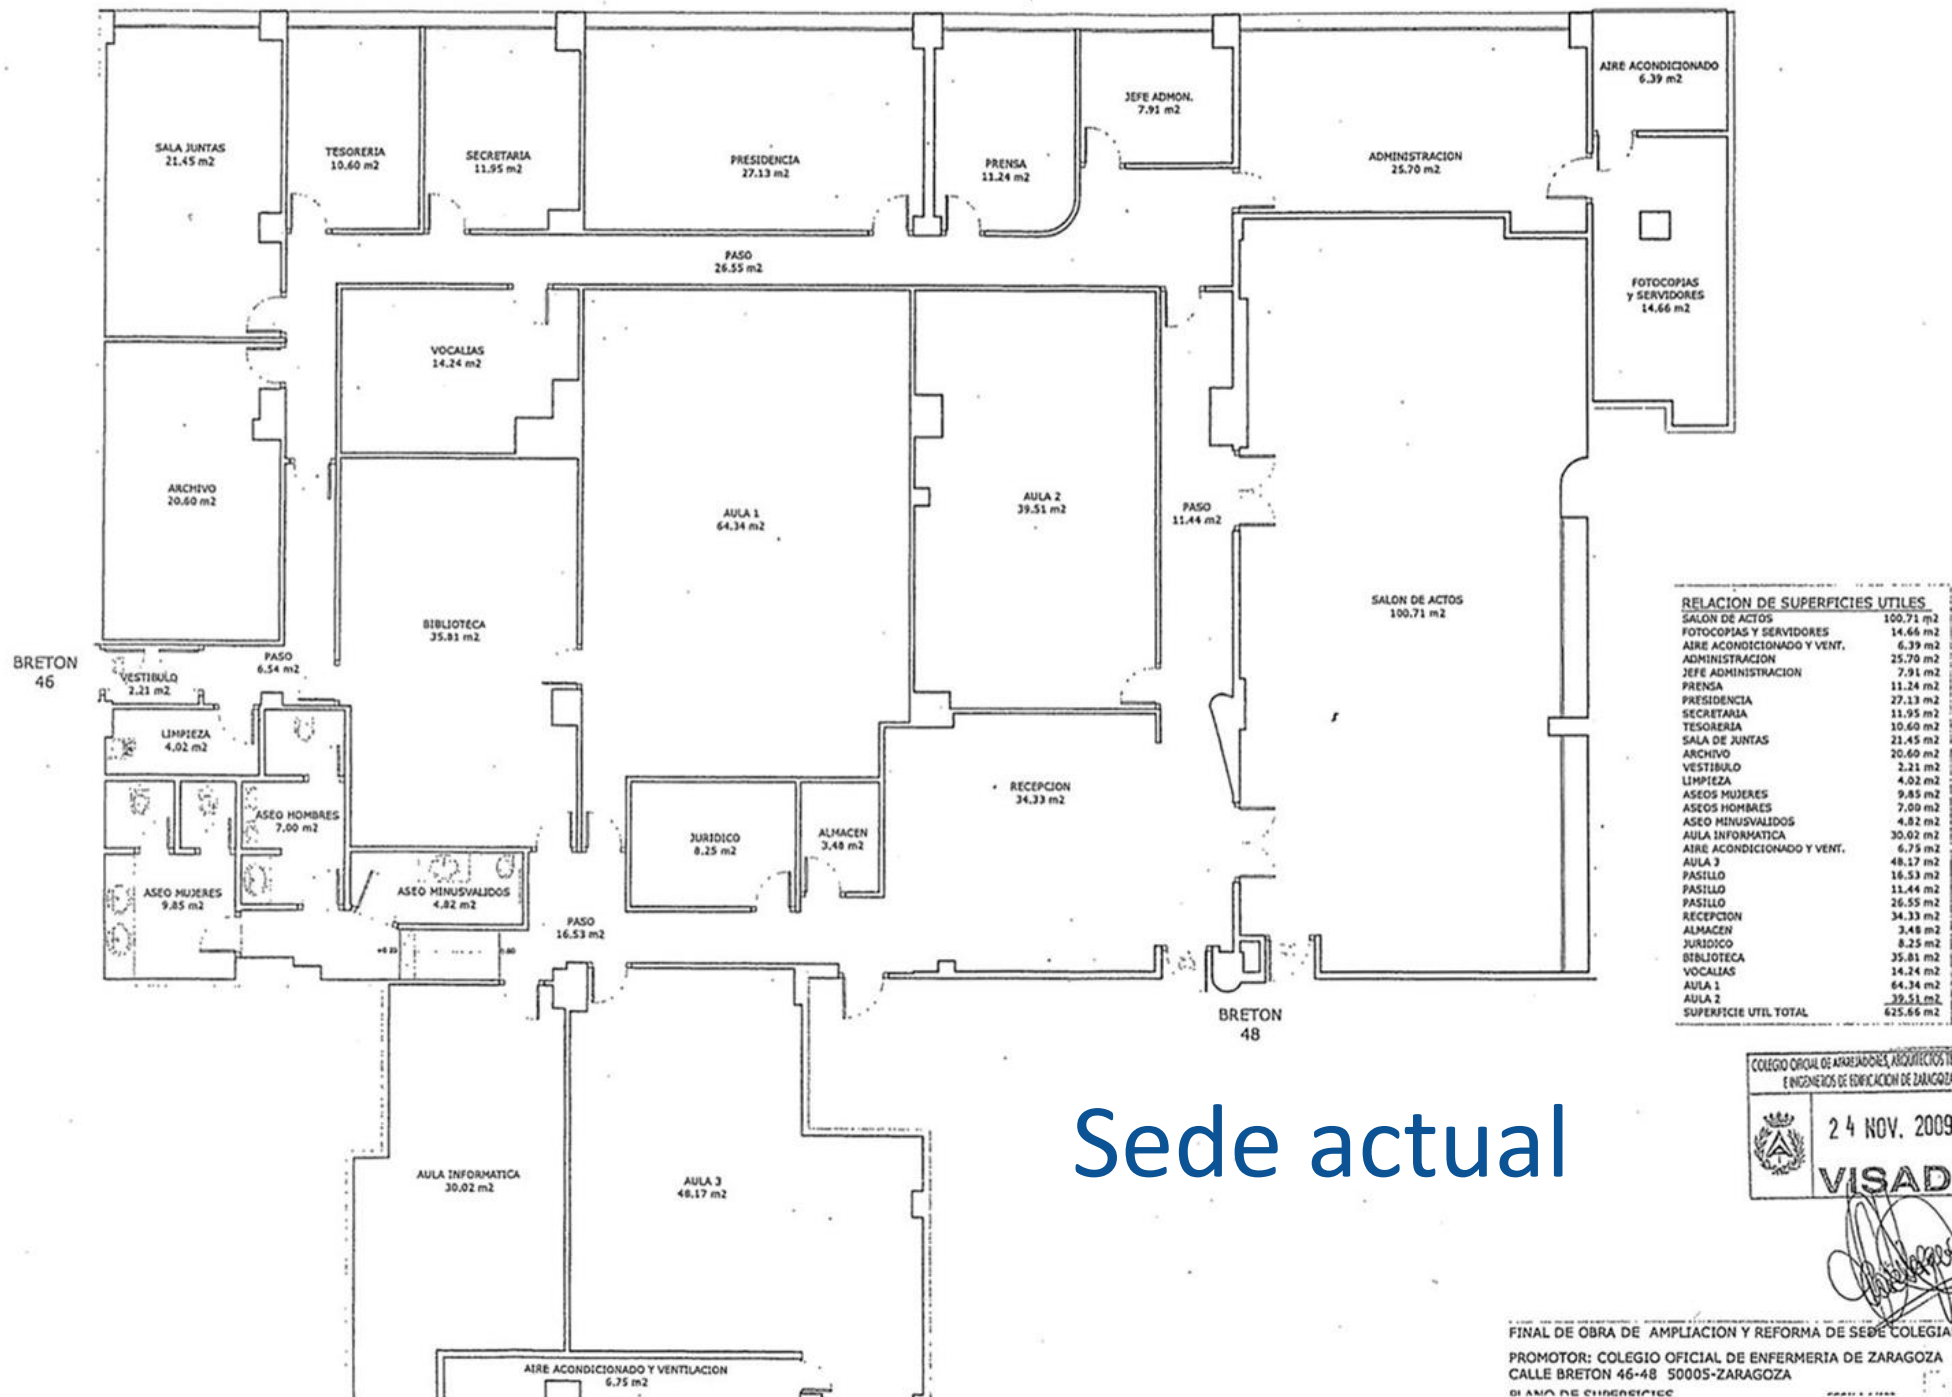 AIRE ACONDICIONADO
6.39 m2
JEFE ADMON.
7.91 m2
SALA JUNTAS
21.45 m2
TESORERIA
10.60 m2
SECRETARIA
11.95 m2
PRESIDENCIA
27.13 m2
PRENSA
11.24 m2
ADMINISTRACION
25.70 m2
PASO
26.55 m2
FOTOCOPIAS
y SERVIDORES
14.66 m2
VOCALIAS
14.24 m2
ARCHIVO
20.60 m2
AULA 1
64.34 m2
AULA 2
39.51 m2
PASO
11.44 m2
SALON DE ACTOS
100.71 m2
BIBLIOTECA
35.81 m2
BRETON
46
PASO
6.54 m2
VESTIBULO
2.21 m2
LIMPIEZA
4.02 m2
RECEPCION
34.33 m2
ASEO HOMBRES
7.00 m2
JURIDICO
8.25 m2
ALMACEN
3.48 m2
ASEO MUJERES
9.85 m2
ASEO MINUSVALIDOS
4.82 m2
PASO
16.53 m2
BRETON
48
AULA INFORMATICA
30.02 m2
AULA 3
48.17 m2
AIRE ACONDICIONADO Y VENTILACION
6.75 m2
RELACION DE SUPERFICIES UTILES
SALON DE ACTOS 100.71 m2
FOTOCOPIAS Y SERVIDORES 14.66 m2
AIRE ACONDICIONADO Y VENT. 6.39 m2
ADMINISTRACION 25.70 m2
JEFE ADMINISTRACION 7.91 m2
PRENSA 11.24 m2
PRESIDENCIA 27.13 m2
SECRETARIA 11.95 m2
TESORERIA 10.60 m2
SALA DE JUNTAS 21.45 m2
ARCHIVO 20.60 m2
VESTIBULO 2.21 m2
LIMPIEZA 4.02 m2
ASEOS MUJERES 9.85 m2
ASEOS HOMBRES 7.00 m2
ASEO MINUSVALIDOS 4.82 m2
AULA INFORMATICA 30.02 m2
AIRE ACONDICIONADO Y VENT. 6.75 m2
AULA 3 48.17 m2
PASILLO 16.53 m2
PASILLO 11.44 m2
PASILLO 26.55 m2
RECEPCION 34.33 m2
ALMACEN 3.48 m2
JURIDICO 8.25 m2
BIBLIOTECA 35.81 m2
VOCALIAS 14.24 m2
AULA 1 64.34 m2
AULA 2 39.51 m2
SUPERFICIE UTIL TOTAL 625.66 m2
Sede actual
COLEGIO OFICIAL DE APAREJADORES, ARQUITECTOS
E INGENIEROS DE EDIFICACION DE ZARAGOZA
24 NOV. 2009
VISAD
FINAL DE OBRA DE AMPLIACION Y REFORMA DE SEDE COLEGIA
PROMOTOR: COLEGIO OFICIAL DE ENFERMERIA DE ZARAGOZA
CALLE BRETON 46-48 50005-ZARAGOZA
PLANO DE SUPERFICIES